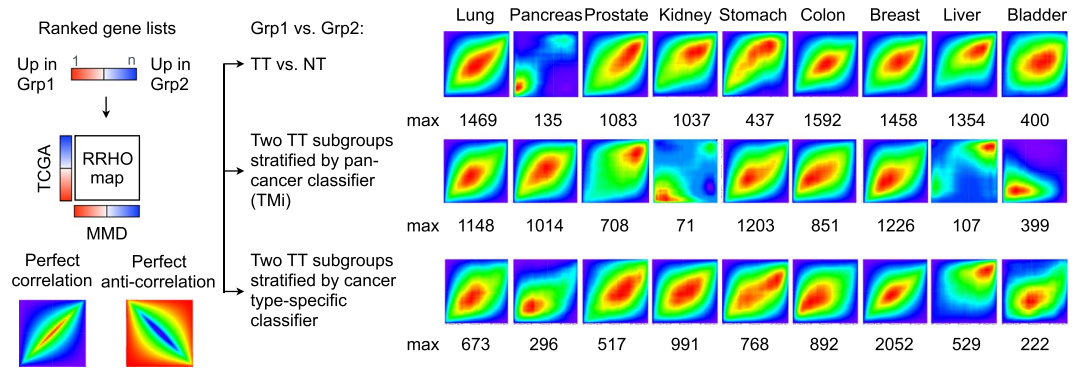 Ranked gene lists
Up in Grp1
1 n
Up in Grp2
TCGA
RRHO map
MMD
Perfect correlation
Perfect anti-correlation
Grp1 vs. Grp2:
TT vs. NT
Two TT subgroups
stratified by pan-
cancer classifier
(TMi)
Two TT subgroups
stratified by cancer
type-specific
classifier
Lung Pancreas Prostate Kidney Stomach Colon Breast Liver Bladder
max 1469 135 1083 1037 437 1592 1458 1354 400
max 1148 1014 708 71 1203 851 1226 107 399
max 673 296 517 991 768 892 2052 529 222